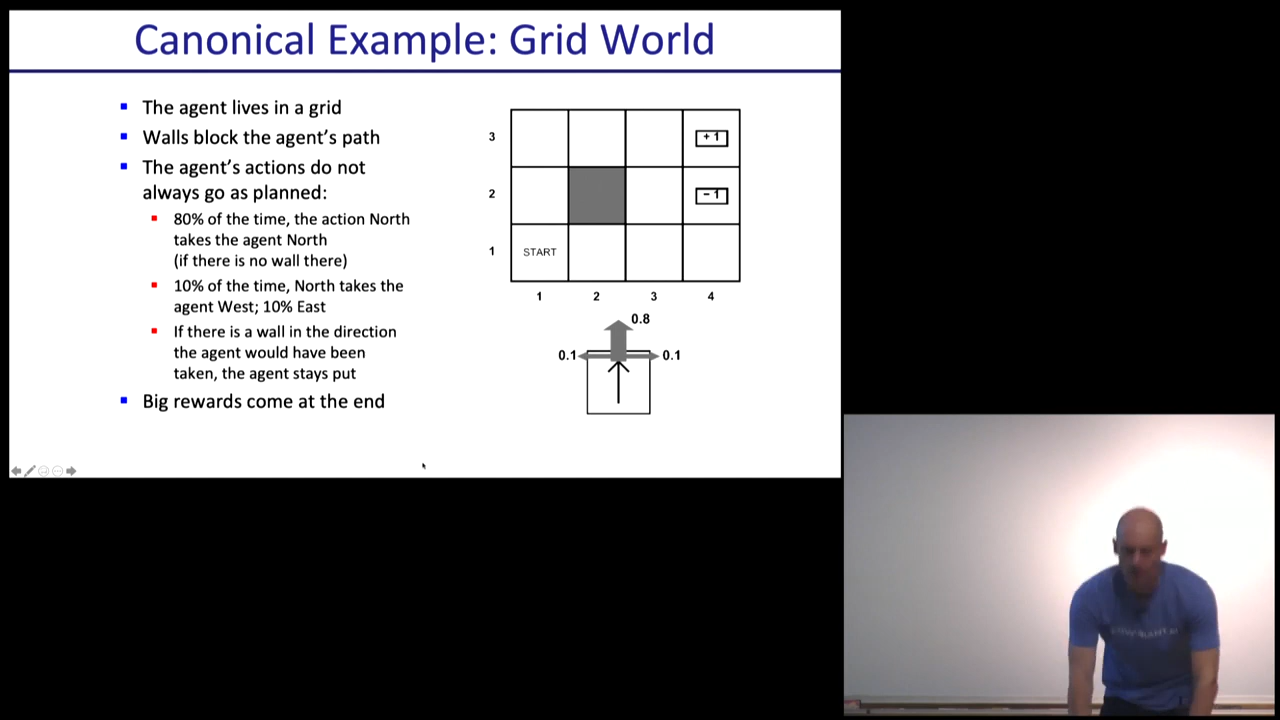 Canonical Example: Grid World
The agent lives in a grid
Walls block the agent's path
The agent's actions do not
always go as planned:
80% of the time, the action North
takes the agent North
(if there is no wall there)
10% of the time, North takes the
agent West; 10% East
If there is a wall in the direction
the agent would have been
taken, the agent stays put
Big rewards come at the end
3
+1
2
-1
1
START
1 2 3 4
0.8
0.1
0.1